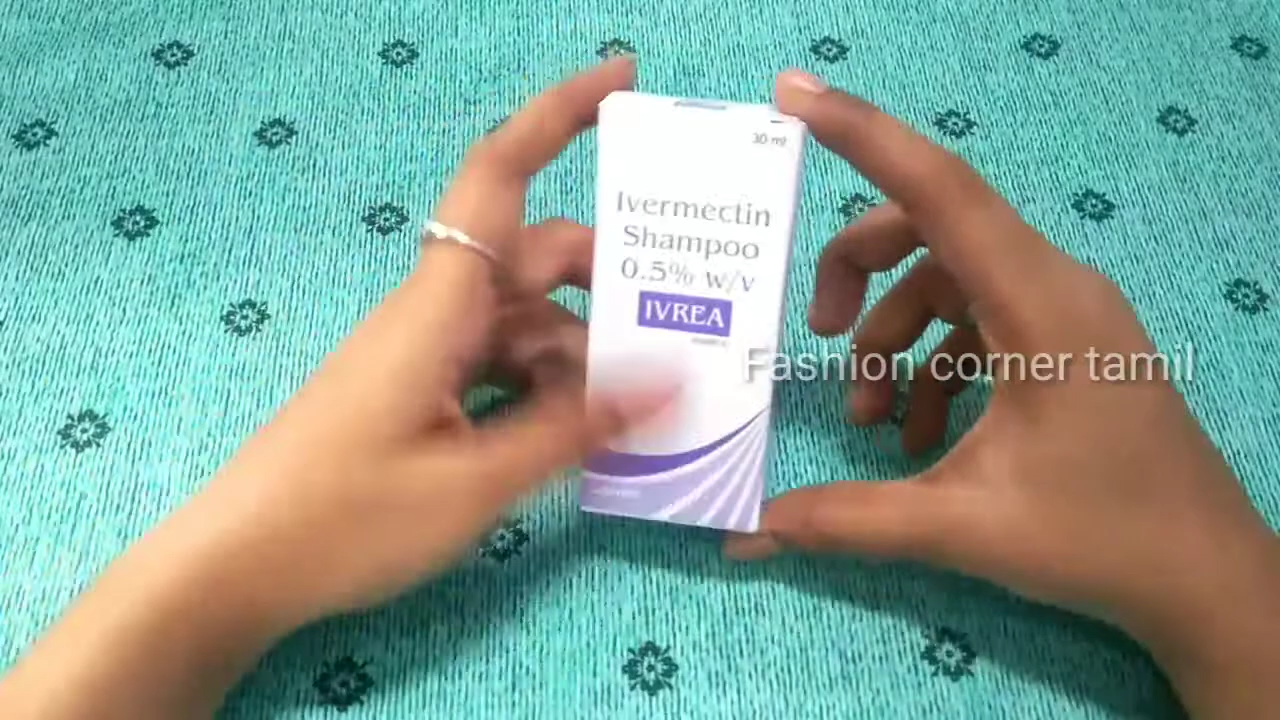 30 ml
Ivermectin
Shampoo
0.5% w/v
IVREA
Fashion corner tamil